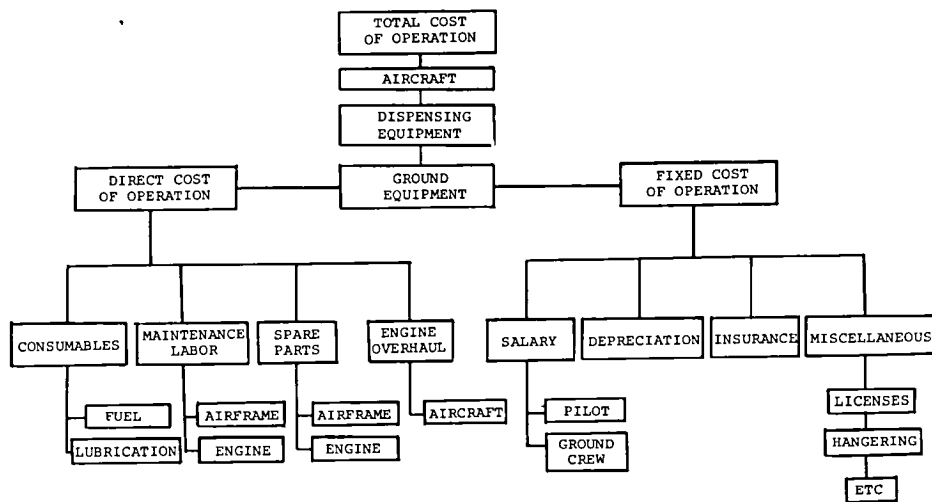 TOTAL COST
OF OPERATION
AIRCRAFT
DISPENSING
EQUIPMENT
DIRECT COST
OF OPERATION
GROUND
EQUIPMENT
FIXED COST
OF OPERATION
CONSUMABLES
MAINTENANCE
LABOR
SPARE
PARTS
ENGINE
OVERHAUL
SALARY
DEPRECIATION
INSURANCE
MISCELLANEOUS
FUEL
LUBRICATION
AIRFRAME
ENGINE
AIRFRAME
ENGINE
AIRCRAFT
PILOT
GROUND
CREW
LICENSES
HANGERING
ETC